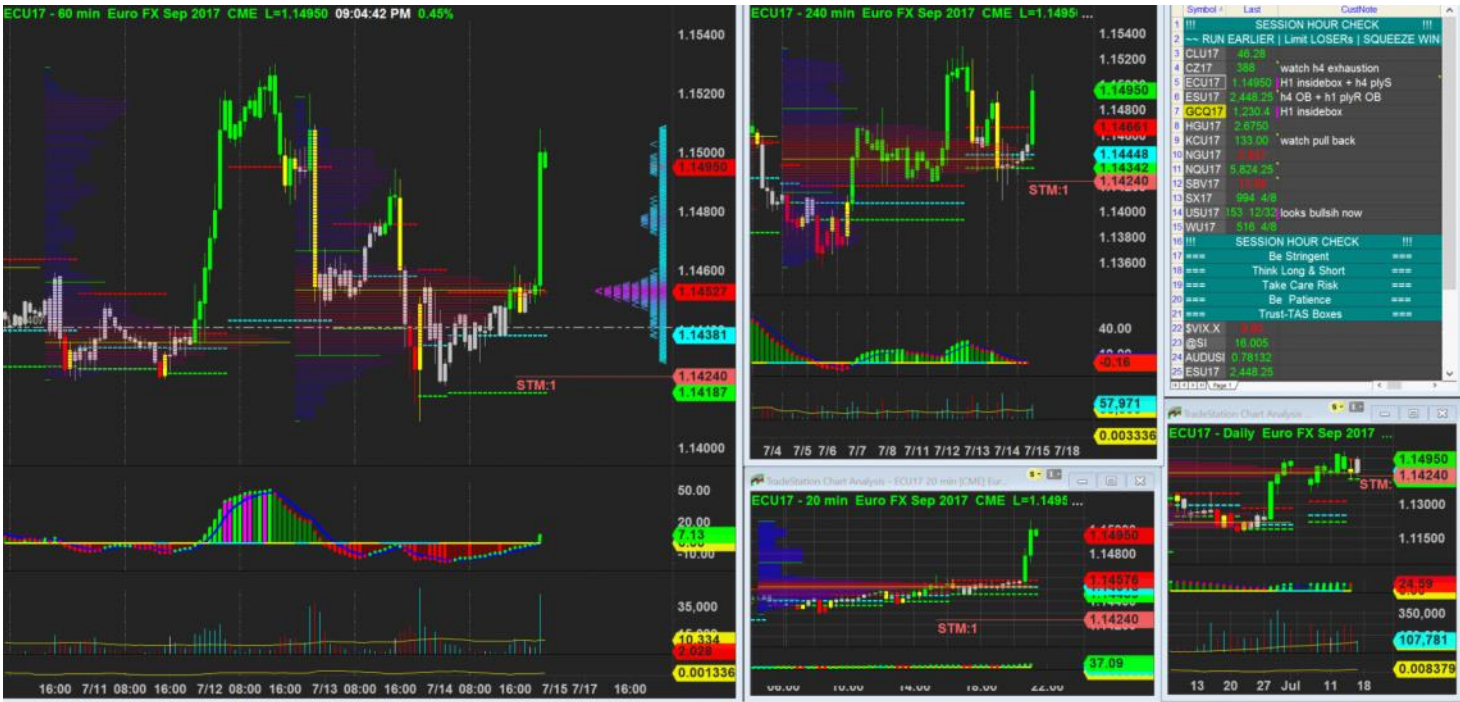 ECU17 - 60 min Euro FX Sep 2017 CME L=1.14950 09:04:42 PM 0.45%
1.15400
1.15200
1.15000
1.14950
1.14800
1.14600
1.14527
1.14381
1.14240
STM:1
1.14187
1.14000
50.00
20.00
7.13
-10.00
35,000
10,334
2,028
0.001336
16:00 7/11 08:00 16:00 7/12 08:00 16:00 7/13 08:00 16:00 7/14 08:00 16:00 7/15 7/17 16:00
ECU17 - 240 min Euro FX Sep 2017 CME L=1.1495 ...
1.15400
1.15200
1.14950
1.14800
1.14661
1.14448
1.14342
1.14240
STM:1
1.14000
1.13800
1.13600
40.00
-0.16
57,971
0.003336
7/4 7/5 7/6 7/7 7/8 7/11 7/12 7/13 7/14 7/15 7/18
TradeStation Chart Analysis - ECU17 20 min [CME] Eur...
ECU17 - 20 min Euro FX Sep 2017 CME L=1.1495 ...
1.14950
1.14800
1.14576
1.14240
STM:1
37.09
06:00 10:00 14:00 18:00 22:00
Symbol Last CustNote
1 !!! SESSION HOUR CHECK !!!
2 ~~ RUN EARLIER | Limit LOSERs | SQUEEZE WIN
3 CLU17 46.28
4 CZ17 388 watch h4 exhaustion
5 ECU17 1.14950 H1 insidebox + h4 plyS
6 ESU17 2,448.25 h4 OB + h1 plyR OB
7 GCQ17 1,230.4 H1 insidebox
8 HGU17 2.6750
9 KCU17 133.00 watch pull back
10 NGU17
11 NQU17 5,824.25
12 SBV17
13 SX17 994 4/8
14 USU17 153 12/32 looks bullsih now
15 WU17 516 4/8
16 !!! SESSION HOUR CHECK !!!
17 === Be Stringent ===
18 === Think Long & Short ===
19 === Take Care Risk ===
20 === Be Patience ===
21 === Trust-TAS Boxes ===
22 $VIX.X
23 @SI 16.005
24 AUDUSI 0.78132
25 ESU17 2,448.25
Page 1
TradeStation Chart Analysis ...
ECU17 - Daily Euro FX Sep 2017 ...
1.14950
1.14240
STM:
1.13000
1.11500
24.59
350,000
107,781
0.008379
13 20 27 Jul 11 18